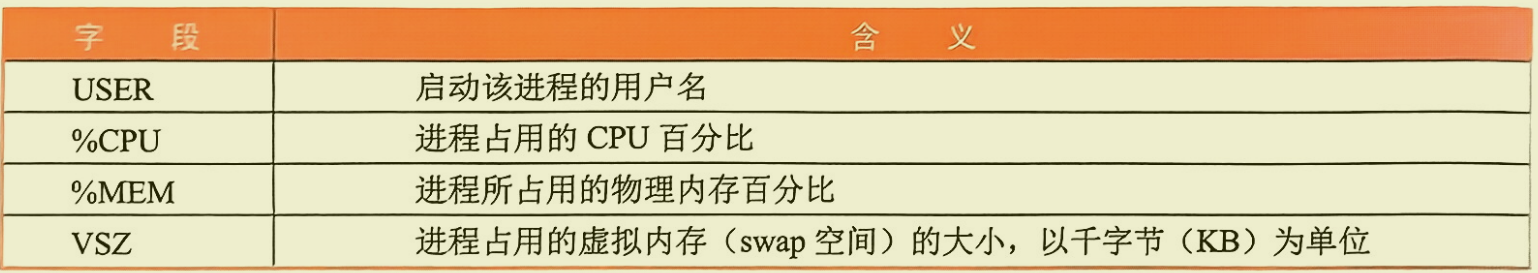 字 段 含 义
USER 启动该进程的用户名
%CPU 进程占用的 CPU 百分比
%MEM 进程所占用的物理内存百分比
VSZ 进程占用的虚拟内存（swap 空间）的大小，以千字节（KB）为单位